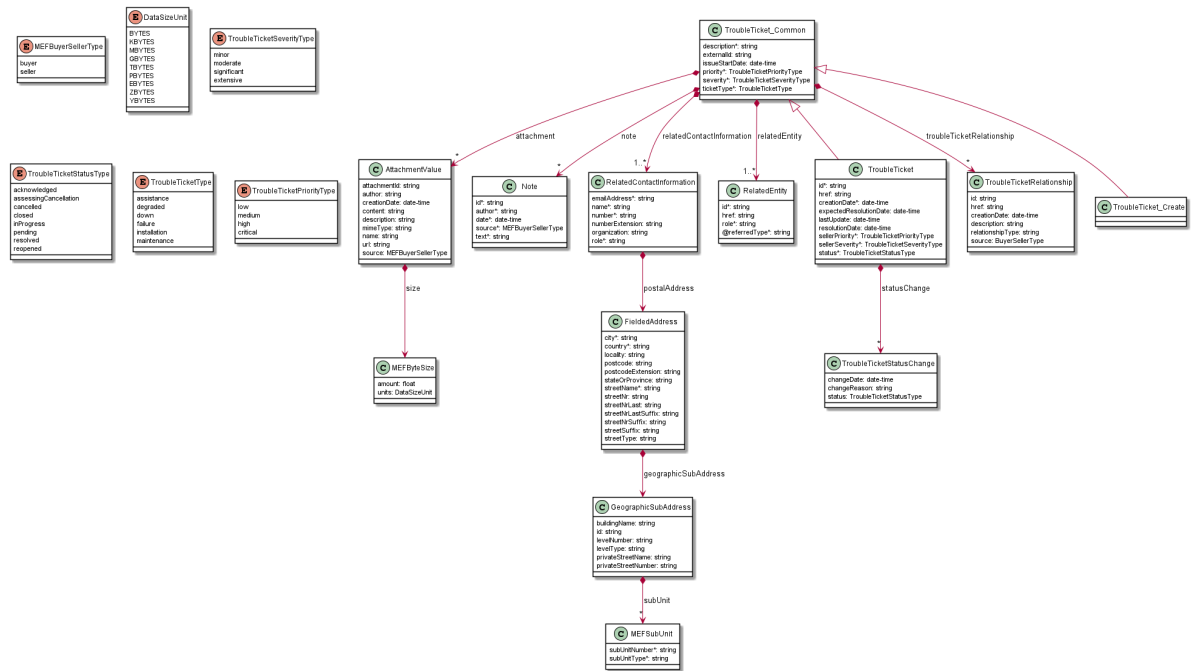 E MEFBuyerSellerType
buyer
seller
E DataSizeUnit
BYTES
KBYTES
MBYTES
GBYTES
TBYTES
PBYTES
EBYTES
ZBYTES
YBYTES
E TroubleTicketSeverityType
minor
moderate
significant
extensive
C TroubleTicket_Common
description*: string
externalId: string
issueStartDate: date-time
priority*: TroubleTicketPriorityType
severity*: TroubleTicketSeverityType
ticketType*: TroubleTicketType
attachment
note
relatedContactInformation
relatedEntity
troubleTicketRelationship
*
*
1..*
1..*
*
E TroubleTicketStatusType
acknowledged
assessingCancellation
cancelled
closed
inProgress
pending
resolved
reopened
E TroubleTicketType
assistance
degraded
down
failure
installation
maintenance
E TroubleTicketPriorityType
low
medium
high
critical
C AttachmentValue
attachmentId: string
author: string
creationDate: date-time
content: string
description: string
mimeType: string
name: string
url: string
source: MEFBuyerSellerType
C Note
id*: string
author*: string
date*: date-time
source*: MEFBuyerSellerType
text*: string
C RelatedContactInformation
emailAddress*: string
name*: string
number*: string
numberExtension: string
organization: string
role*: string
C RelatedEntity
id*: string
href: string
role*: string
@referredType*: string
C TroubleTicket
id*: string
href: string
creationDate*: date-time
expectedResolutionDate: date-time
lastUpdate: date-time
resolutionDate: date-time
sellerPriority*: TroubleTicketPriorityType
sellerSeverity*: TroubleTicketSeverityType
status*: TroubleTicketStatusType
C TroubleTicketRelationship
id: string
href: string
creationDate: date-time
description: string
relationshipType: string
source: BuyerSellerType
C TroubleTicket_Create
size
postalAddress
statusChange
*
C MEFByteSize
amount: float
units: DataSizeUnit
C FieldedAddress
city*: string
country*: string
locality: string
postcode: string
postcodeExtension: string
stateOrProvince: string
streetName*: string
streetNr: string
streetNrLast: string
streetNrLastSuffix: string
streetNrSuffix: string
streetSuffix: string
streetType: string
C TroubleTicketStatusChange
changeDate: date-time
changeReason: string
status: TroubleTicketStatusType
geographicSubAddress
C GeographicSubAddress
buildingName: string
id: string
levelNumber: string
levelType: string
privateStreetName: string
privateStreetNumber: string
subUnit
*
C MEFSubUnit
subUnitNumber*: string
subUnitType*: string